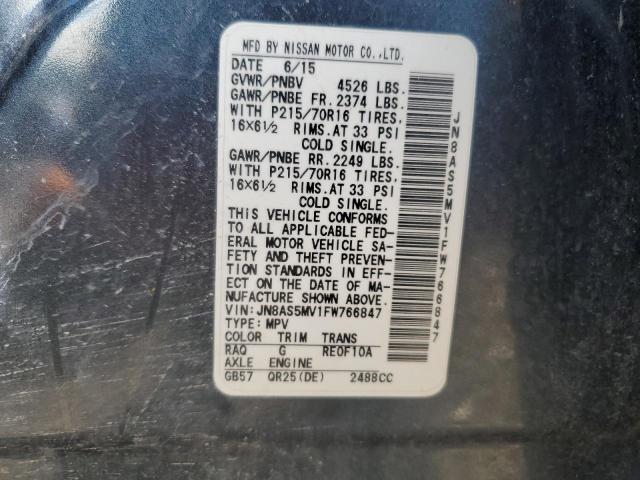 MFD BY NISSAN MOTOR CO.,LTD.
DATE 6/15
GVWR/PNBV 4526 LBS.
GAWR/PNBE FR. 2374 LBS.
WITH P215/70R16 TIRES,
16X6½ RIMS.AT 33 PSI
COLD SINGLE.
GAWR/PNBE RR. 2249 LBS.
WITH P215/70R16 TIRES,
16X6½ RIMS.AT 33 PSI
COLD SINGLE.
THIS VEHICLE CONFORMS
TO ALL APPLICABLE FED-
ERAL MOTOR VEHICLE SA-
FETY AND THEFT PREVEN-
TION STANDARDS IN EFF-
ECT ON THE DATE OF MA-
NUFACTURE SHOWN ABOVE.
VIN:JN8AS5MV1FW766847
TYPE:MPV
COLOR TRIM TRANS
RAQ G RE0F10A
AXLE ENGINE
GB57 QR25(DE) 2488CC
JN8AS5MV1FW766847